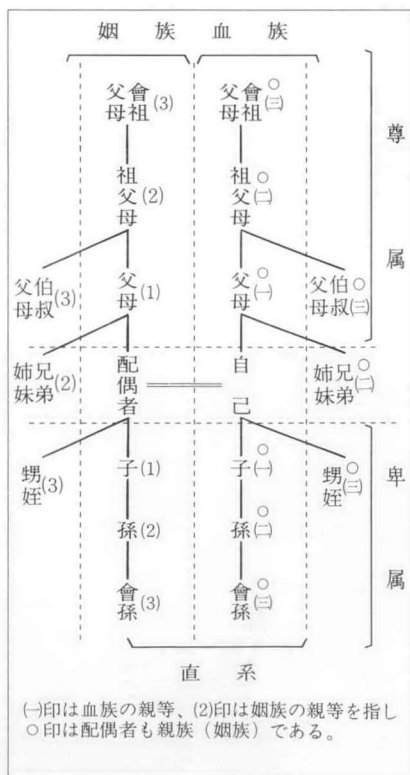 姻族 血族
曾祖父母(3) 曾祖父母○㈢
祖父母(2) 祖父母○㈡
伯叔父母(3) 父母(1) 父母○㈠ 伯叔父母○㈢
兄弟姉妹(2) 配偶者 自己 兄弟姉妹○㈡
甥姪(3) 子(1) 子○㈠ 甥姪○㈢
孫(2) 孫○㈡
曾孫(3) 曾孫○㈢
尊属
卑属
直系
㈠印は血族の親等、(2)印は姻族の親等を指し
○印は配偶者も親族（姻族）である。